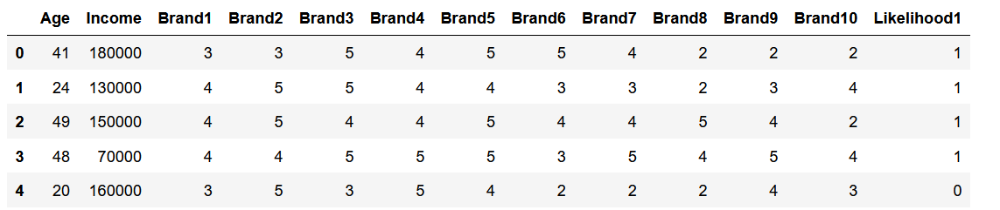 Age Income Brand1 Brand2 Brand3 Brand4 Brand5 Brand6 Brand7 Brand8 Brand9 Brand10 Likelihood1
0 41 180000 3 3 5 4 5 5 4 2 2 2 1
1 24 130000 4 5 5 4 4 3 3 2 3 4 1
2 49 150000 4 5 4 4 5 4 4 5 4 2 1
3 48 70000 4 4 5 5 5 3 5 4 5 4 1
4 20 160000 3 5 3 5 4 2 2 2 4 3 0